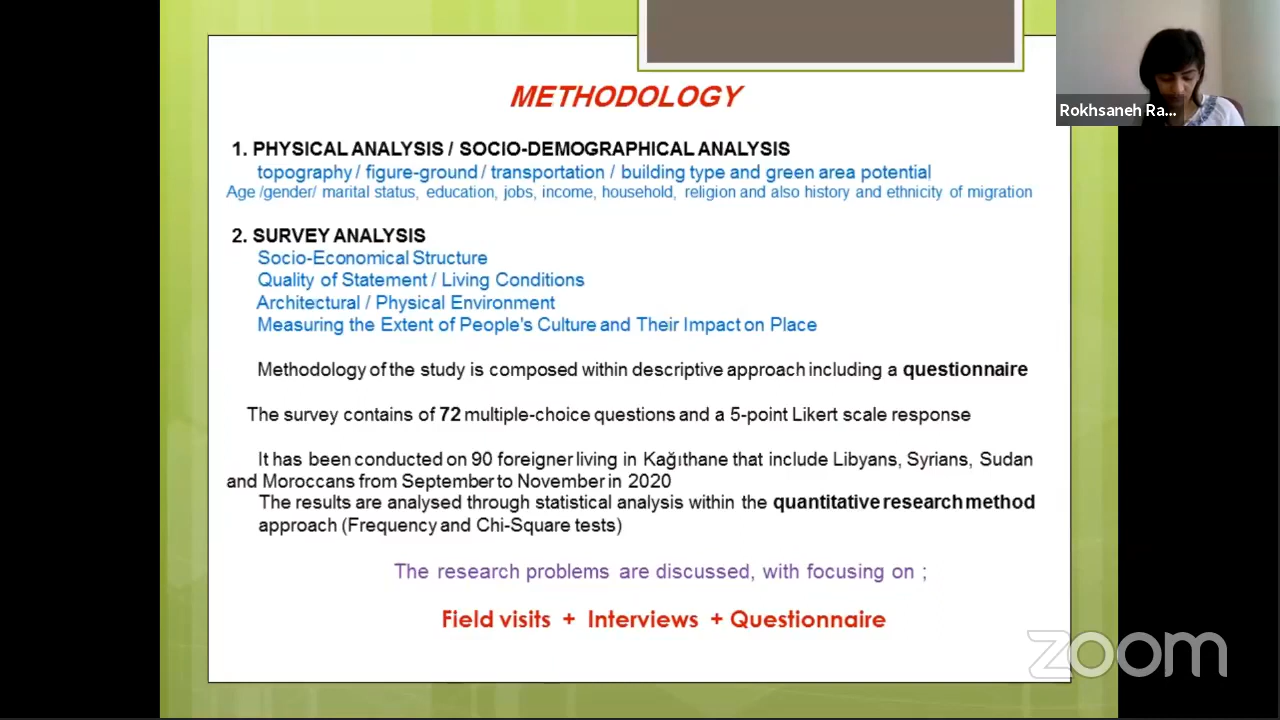 METHODOLOGY
Rokhsaneh Ra...
1. PHYSICAL ANALYSIS / SOCIO-DEMOGRAPHICAL ANALYSIS
topography / figure-ground / transportation / building type and green area potential
Age /gender/ marital status, education, jobs, income, household, religion and also history and ethnicity of migration
2. SURVEY ANALYSIS
Socio-Economical Structure
Quality of Statement / Living Conditions
Architectural / Physical Environment
Measuring the Extent of People's Culture and Their Impact on Place
Methodology of the study is composed within descriptive approach including a questionnaire
The survey contains of 72 multiple-choice questions and a 5-point Likert scale response
It has been conducted on 90 foreigner living in Kağıthane that include Libyans, Syrians, Sudan
and Moroccans from September to November in 2020
The results are analysed through statistical analysis within the quantitative research method
approach (Frequency and Chi-Square tests)
The research problems are discussed, with focusing on ;
Field visits + Interviews + Questionnaire
zoom